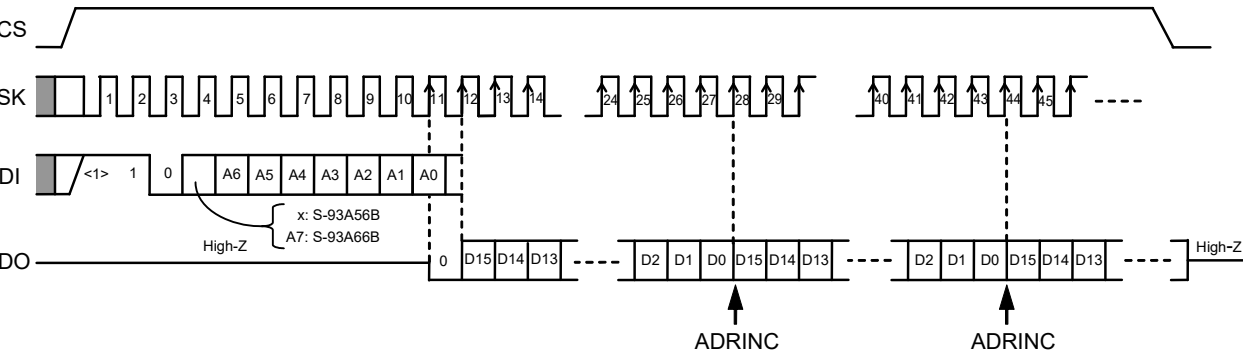 CS
SK 1 2 3 4 5 6 7 8 9 10 11 12 13 14 24 25 26 27 28 29 40 41 42 43 44 45
DI <1> 1 0 A6 A5 A4 A3 A2 A1 A0
x: S-93A56B
A7: S-93A66B
High-Z
DO 0 D15 D14 D13 D2 D1 D0 D15 D14 D13 D2 D1 D0 D15 D14 D13 High-Z
ADRINC ADRINC